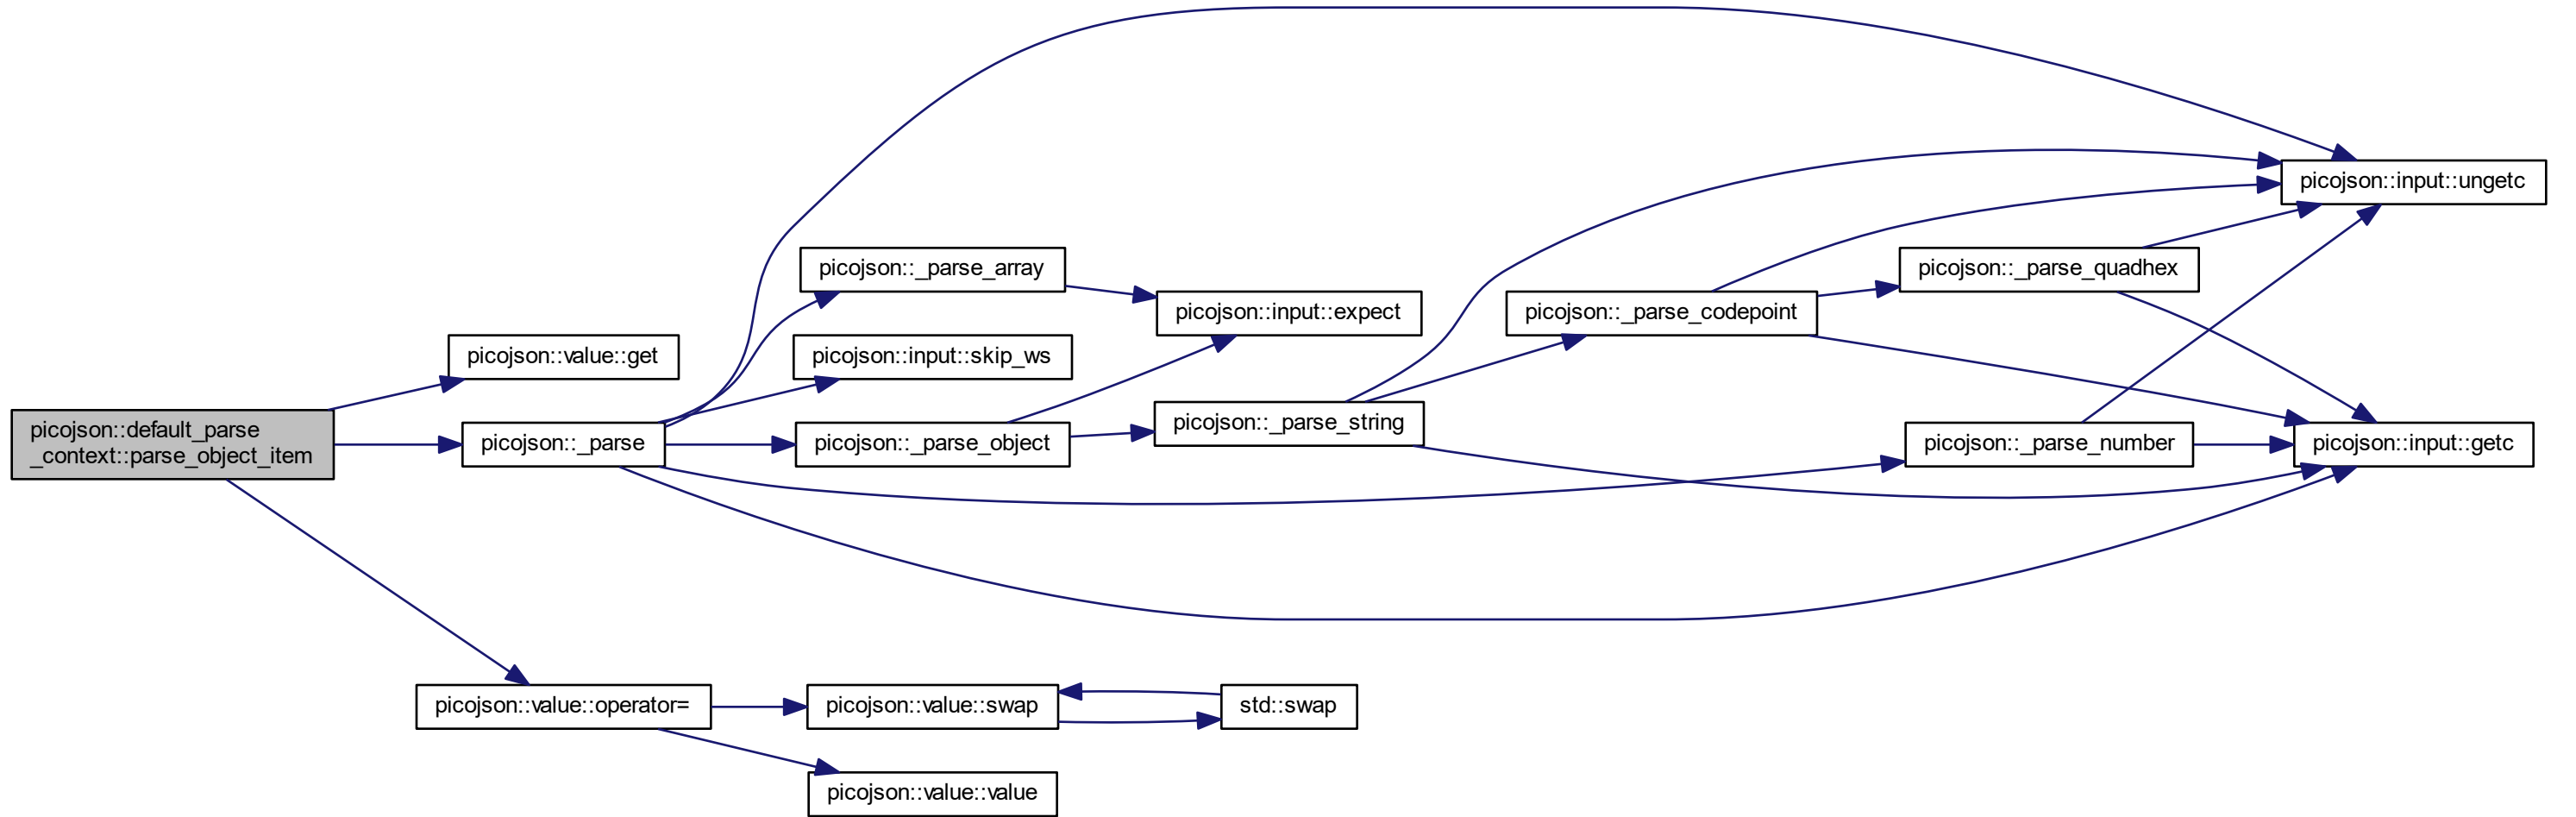 picojson::input::ungetc
picojson::_parse_array
picojson::_parse_quadhex
picojson::input::expect
picojson::_parse_codepoint
picojson::value::get
picojson::input::skip_ws
picojson::default_parse
_context::parse_object_item
picojson::_parse
picojson::_parse_object
picojson::_parse_string
picojson::_parse_number
picojson::input::getc
picojson::value::operator=
picojson::value::swap
std::swap
picojson::value::value